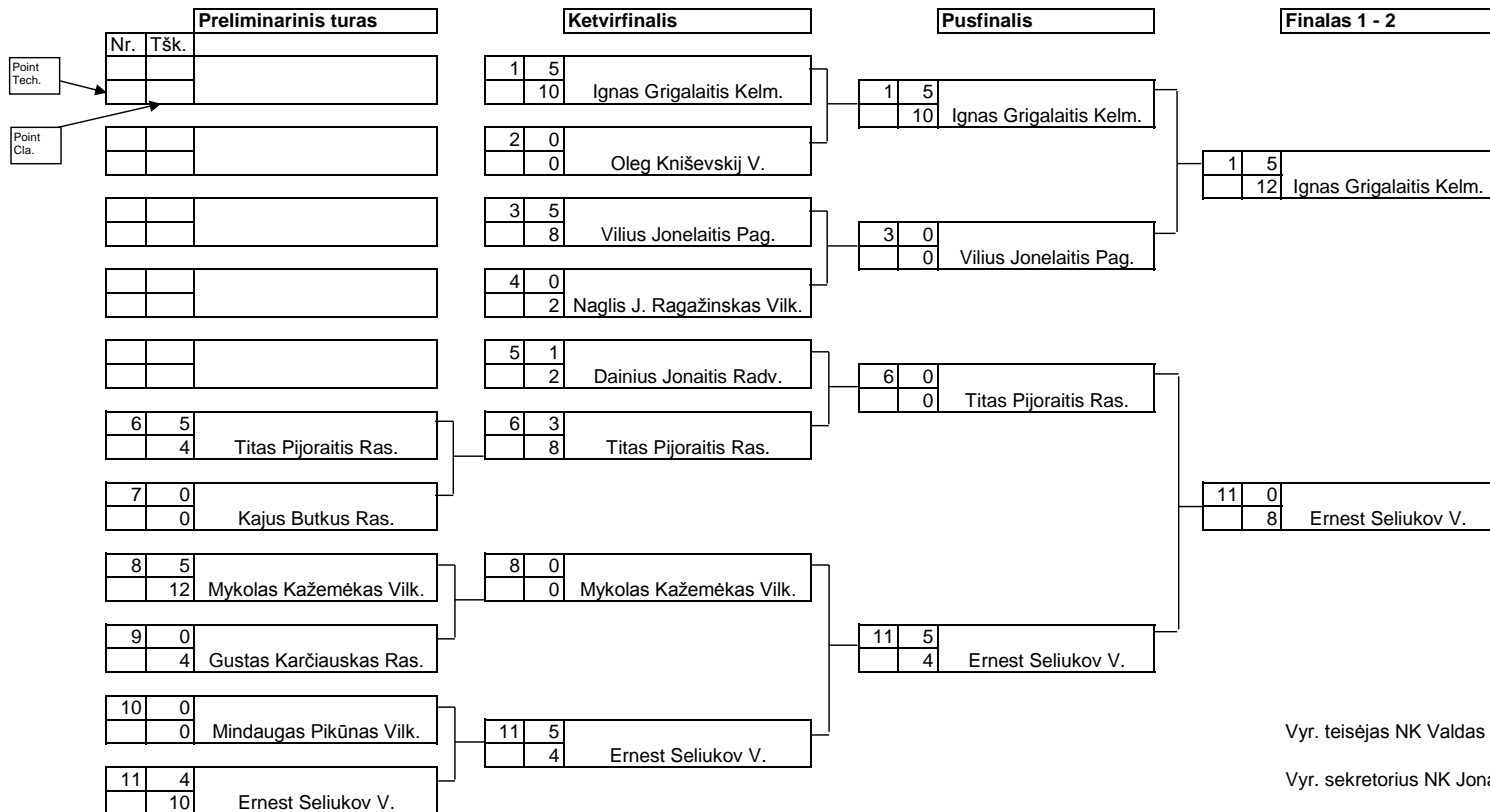 Preliminarinis turas Ketvirfinalis Pusfinalis Finalas 1 - 2
Nr. Tšk.
Point
Tech.
Point
Cla.
6 5
4 Titas Pijoraitis Ras.
7 0
0 Kajus Butkus Ras.
8 5
12 Mykolas Kažemėkas Vilk.
9 0
4 Gustas Karčiauskas Ras.
10 0
0 Mindaugas Pikūnas Vilk.
11 4
10 Ernest Seliukov V.
1 5
10 Ignas Grigalaitis Kelm.
2 0
0 Oleg Kniševskij V.
3 5
8 Vilius Jonelaitis Pag.
4 0
2 Naglis J. Ragažinskas Vilk.
5 1
2 Dainius Jonaitis Radv.
6 3
8 Titas Pijoraitis Ras.
8 0
0 Mykolas Kažemėkas Vilk.
11 5
4 Ernest Seliukov V.
1 5
10 Ignas Grigalaitis Kelm.
3 0
0 Vilius Jonelaitis Pag.
6 0
0 Titas Pijoraitis Ras.
11 5
4 Ernest Seliukov V.
1 5
12 Ignas Grigalaitis Kelm.
11 0
8 Ernest Seliukov V.
Vyr. teisėjas NK Valdas
Vyr. sekretorius NK Jona